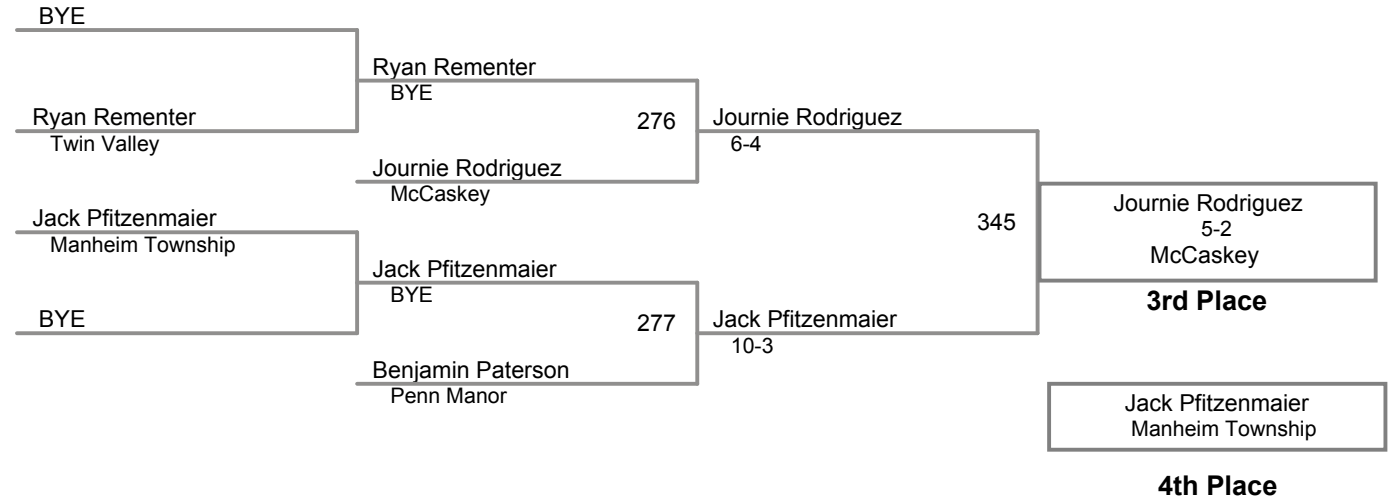 BYE
Ryan Rementer
BYE
Ryan Rementer
Twin Valley
276
Journie Rodriguez
6-4
Journie Rodriguez
McCaskey
Jack Pfitzenmaier
Manheim Township
345
Journie Rodriguez
5-2
McCaskey
3rd Place
Jack Pfitzenmaier
BYE
BYE
277
Jack Pfitzenmaier
10-3
Benjamin Paterson
Penn Manor
Jack Pfitzenmaier
Manheim Township
4th Place